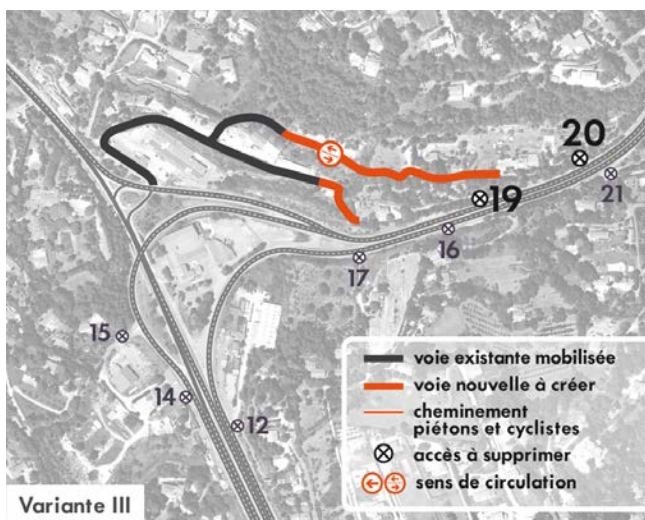 20
21
19
16
17
15
14
12
voie existante mobilisée
voie nouvelle à créer
cheminement
piétons et cyclistes
accès à supprimer
sens de circulation
Variante III